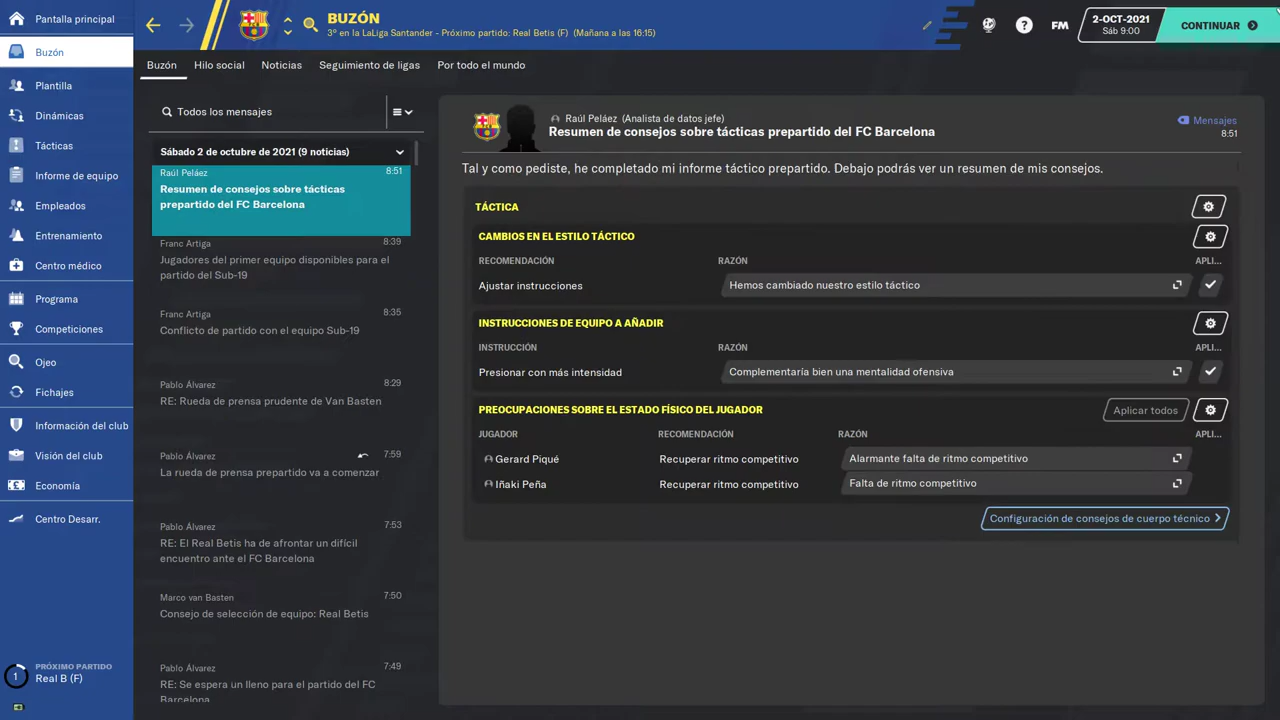 Pantalla principal
Buzón
Plantilla
Dinámicas
Tácticas
Informe de equipo
Empleados
Entrenamiento
Centro médico
Programa
Competiciones
Ojeo
Fichajes
Información del club
Visión del club
Economía
Centro Desarr.
PRÓXIMO PARTIDO
1
Real B (F)
BUZÓN
3º en la LaLiga Santander - Próximo partido: Real Betis (F) (Mañana a las 16:15)
FM
2-OCT-2021
Sáb 9:00
CONTINUAR
Buzón
Hilo social
Noticias
Seguimiento de ligas
Por todo el mundo
Todos los mensajes
Sábado 2 de octubre de 2021 (9 noticias)
Raúl Peláez 8:51
Resumen de consejos sobre tácticas
prepartido del FC Barcelona
Franc Artiga 8:39
Jugadores del primer equipo disponibles para el
partido del Sub-19
Franc Artiga 8:35
Conflicto de partido con el equipo Sub-19
Pablo Álvarez 8:29
RE: Rueda de prensa prudente de Van Basten
Pablo Álvarez 7:59
La rueda de prensa prepartido va a comenzar
Pablo Álvarez 7:53
RE: El Real Betis ha de afrontar un difícil
encuentro ante el FC Barcelona
Marco van Basten 7:50
Consejo de selección de equipo: Real Betis
Pablo Álvarez 7:49
RE: Se espera un lleno para el partido del FC
Barcelona
Raúl Peláez (Analista de datos jefe)
Resumen de consejos sobre tácticas prepartido del FC Barcelona
Mensajes
8:51
Tal y como pediste, he completado mi informe táctico prepartido. Debajo podrás ver un resumen de mis consejos.
TÁCTICA
CAMBIOS EN EL ESTILO TÁCTICO
RECOMENDACIÓN RAZÓN APLI...
Ajustar instrucciones Hemos cambiado nuestro estilo táctico
INSTRUCCIONES DE EQUIPO A AÑADIR
INSTRUCCIÓN RAZÓN APLI...
Presionar con más intensidad Complementaría bien una mentalidad ofensiva
PREOCUPACIONES SOBRE EL ESTADO FÍSICO DEL JUGADOR Aplicar todos
JUGADOR RECOMENDACIÓN RAZÓN APLI...
Gerard Piqué Recuperar ritmo competitivo Alarmante falta de ritmo competitivo
Iñaki Peña Recuperar ritmo competitivo Falta de ritmo competitivo
Configuración de consejos de cuerpo técnico